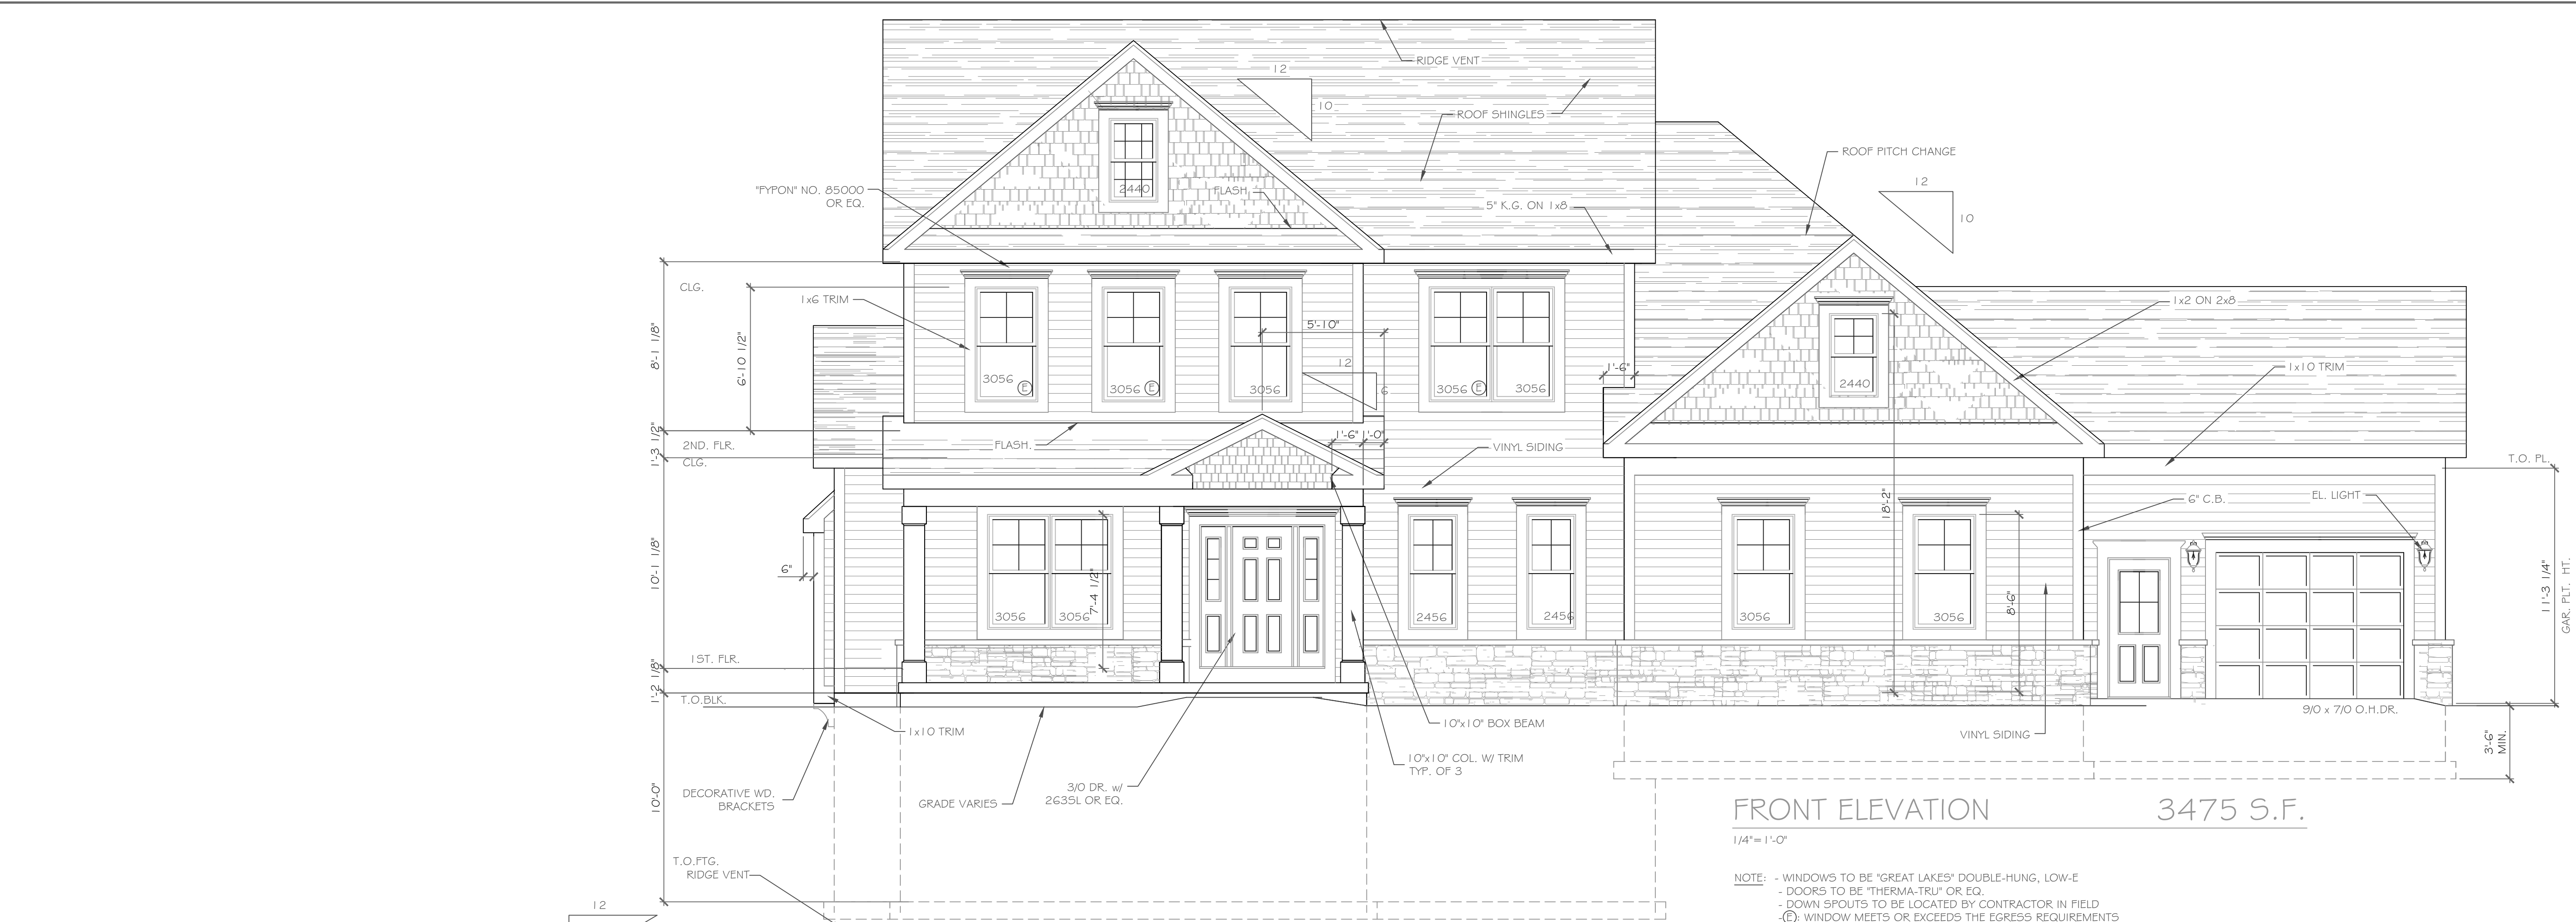 RIDGE VENT
12
10
ROOF SHINGLES
ROOF PITCH CHANGE
12
10
"FYPON" NO. 85000
OR EQ.
2440
FLASH.
5" K.G. ON 1x8
CLG.
1x6 TRIM
8'-1 1/8"
6'-10 1/2"
5'-10"
12
6
3056 E
3056 E
3056
3056 E
3056
1'-6"
2440
1x2 ON 2x8
1x10 TRIM
1'-3 1/2"
2ND. FLR.
CLG.
FLASH.
1'-6"
1'-0"
VINYL SIDING
T.O. PL.
6" C.B.
EL. LIGHT
18'-2"
6"
10'-1 1/8"
7'-4 1/2"
8'-6"
11'-3 1/4"
GAR. PLT. HT.
3056
3056
2456
2456
3056
3056
1ST. FLR.
1'-2 1/8"
T.O.BLK.
1x10 TRIM
10"x10" BOX BEAM
9/0 x 7/0 O.H.DR.
VINYL SIDING
3'-6"
MIN.
10"x10" COL. W/ TRIM
TYP. OF 3
3/0 DR. w/
2635L OR EQ.
DECORATIVE WD.
BRACKETS
GRADE VARIES
10'-0"
FRONT ELEVATION
3475 S.F.
1/4"=1'-0"
T.O.FTG.
RIDGE VENT
12
NOTE: - WINDOWS TO BE "GREAT LAKES" DOUBLE-HUNG, LOW-E
- DOORS TO BE "THERMA-TRU" OR EQ.
- DOWN SPOUTS TO BE LOCATED BY CONTRACTOR IN FIELD
-E: WINDOW MEETS OR EXCEEDS THE EGRESS REQUIREMENTS